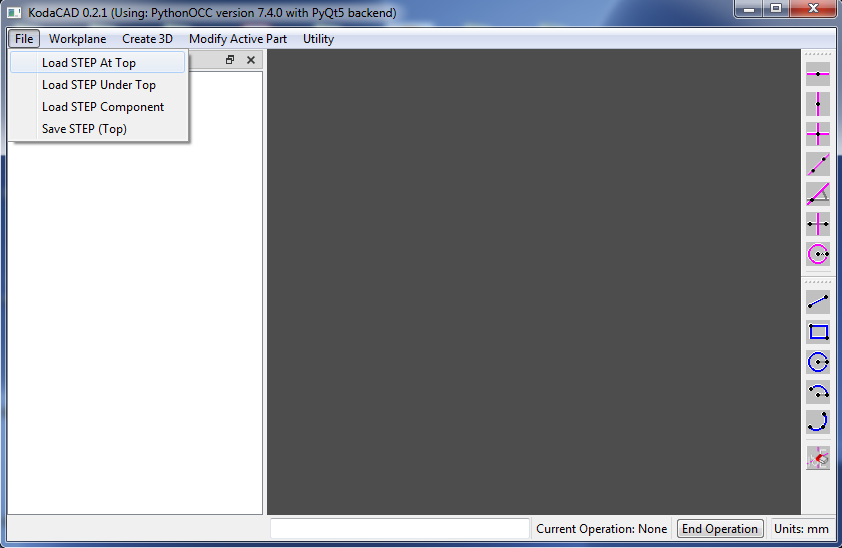 KodaCAD 0.2.1 (Using: PythonOCC version 7.4.0 with PyQt5 backend)
File Workplane Create 3D Modify Active Part Utility
Load STEP At Top
Load STEP Under Top
Load STEP Component
Save STEP (Top)
Current Operation: None End Operation Units: mm